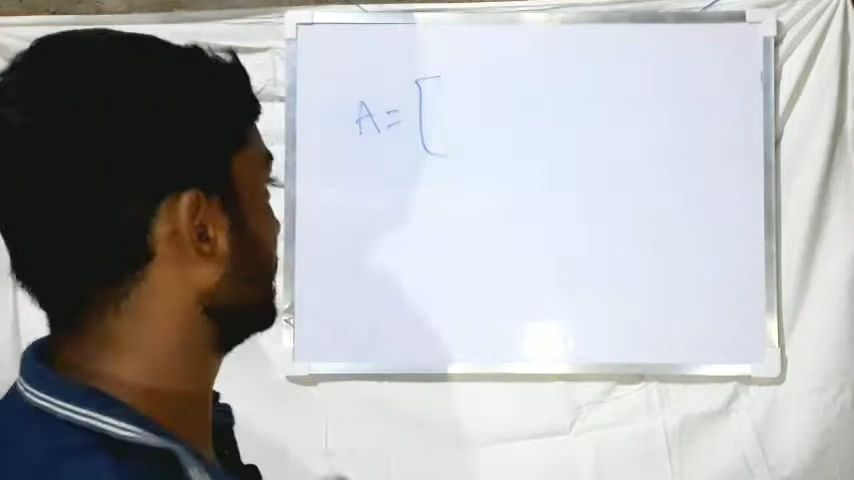 A = [